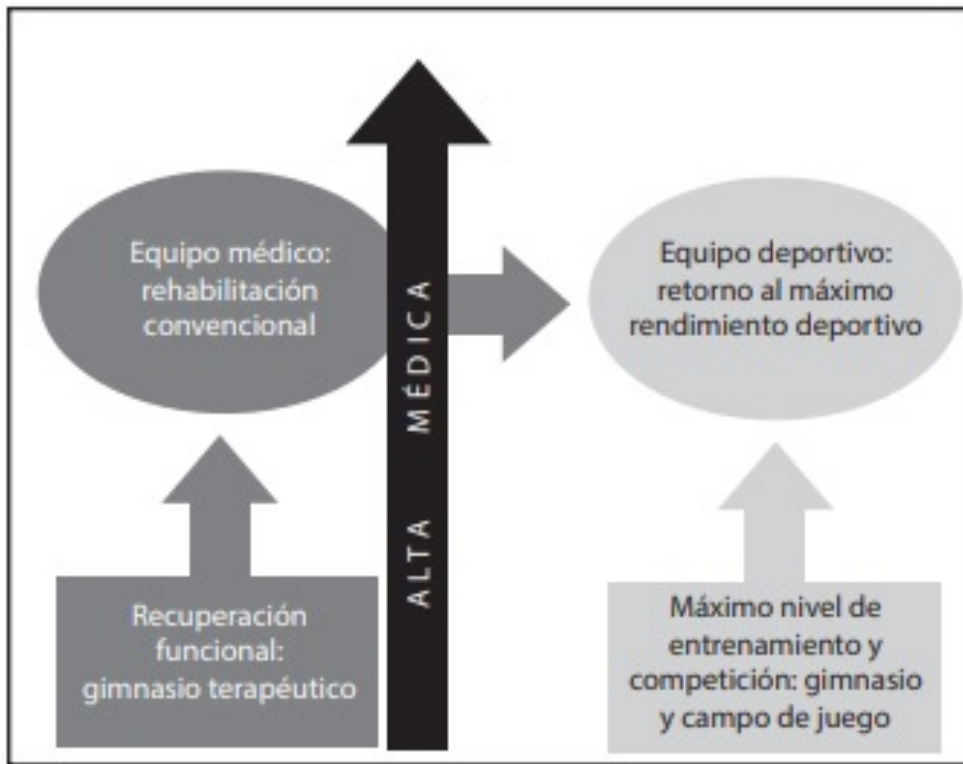 Equipo médico:
rehabilitación
convencional
ALTA MÉDICA
Equipo deportivo:
retorno al máximo
rendimiento deportivo
Recuperación
funcional:
gimnasio terapéutico
Máximo nivel de
entrenamiento y
competición: gimnasio
y campo de juego